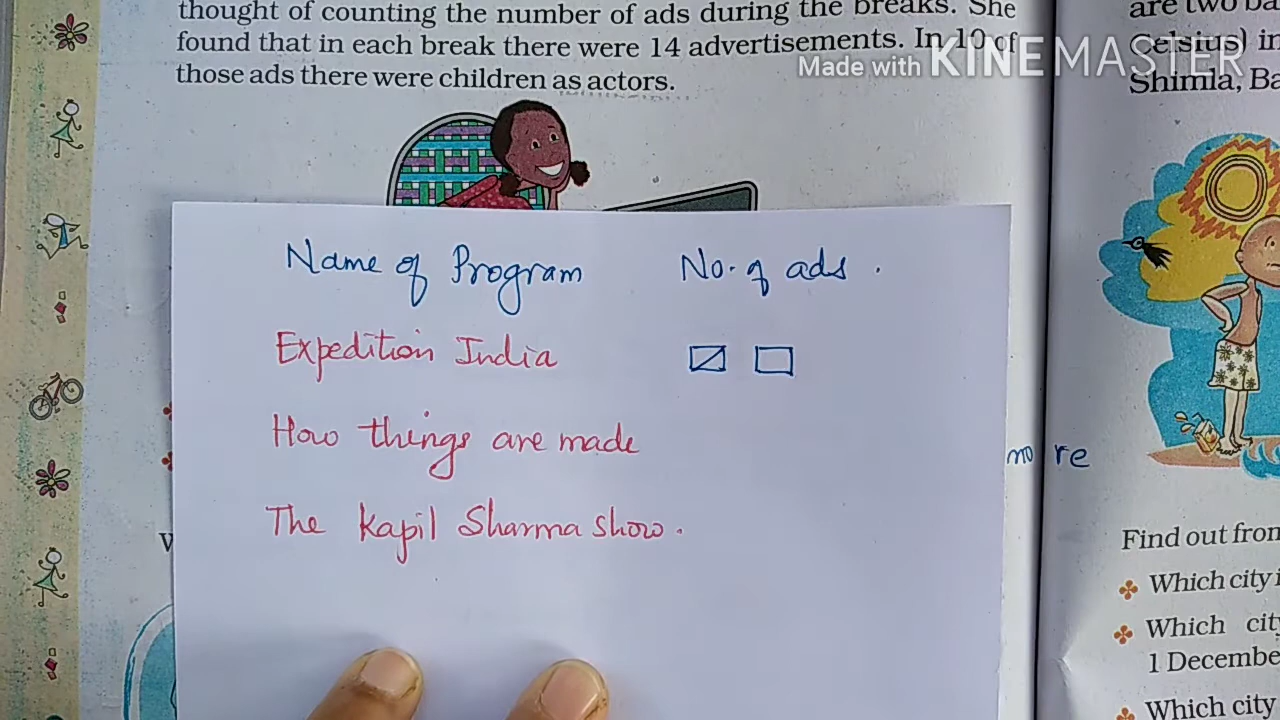 thought of counting the number of ads during the breaks. She
found that in each break there were 14 advertisements. In 10 of
those ads there were children as actors.
Made with KINEMASTER
Name of Program No. of ads.
Expedition India
How things are made
The Kapil Sharma show.
more
are two
Celsius) in
Shimla,
Find out from
Which city
Which city
1 December
Which city